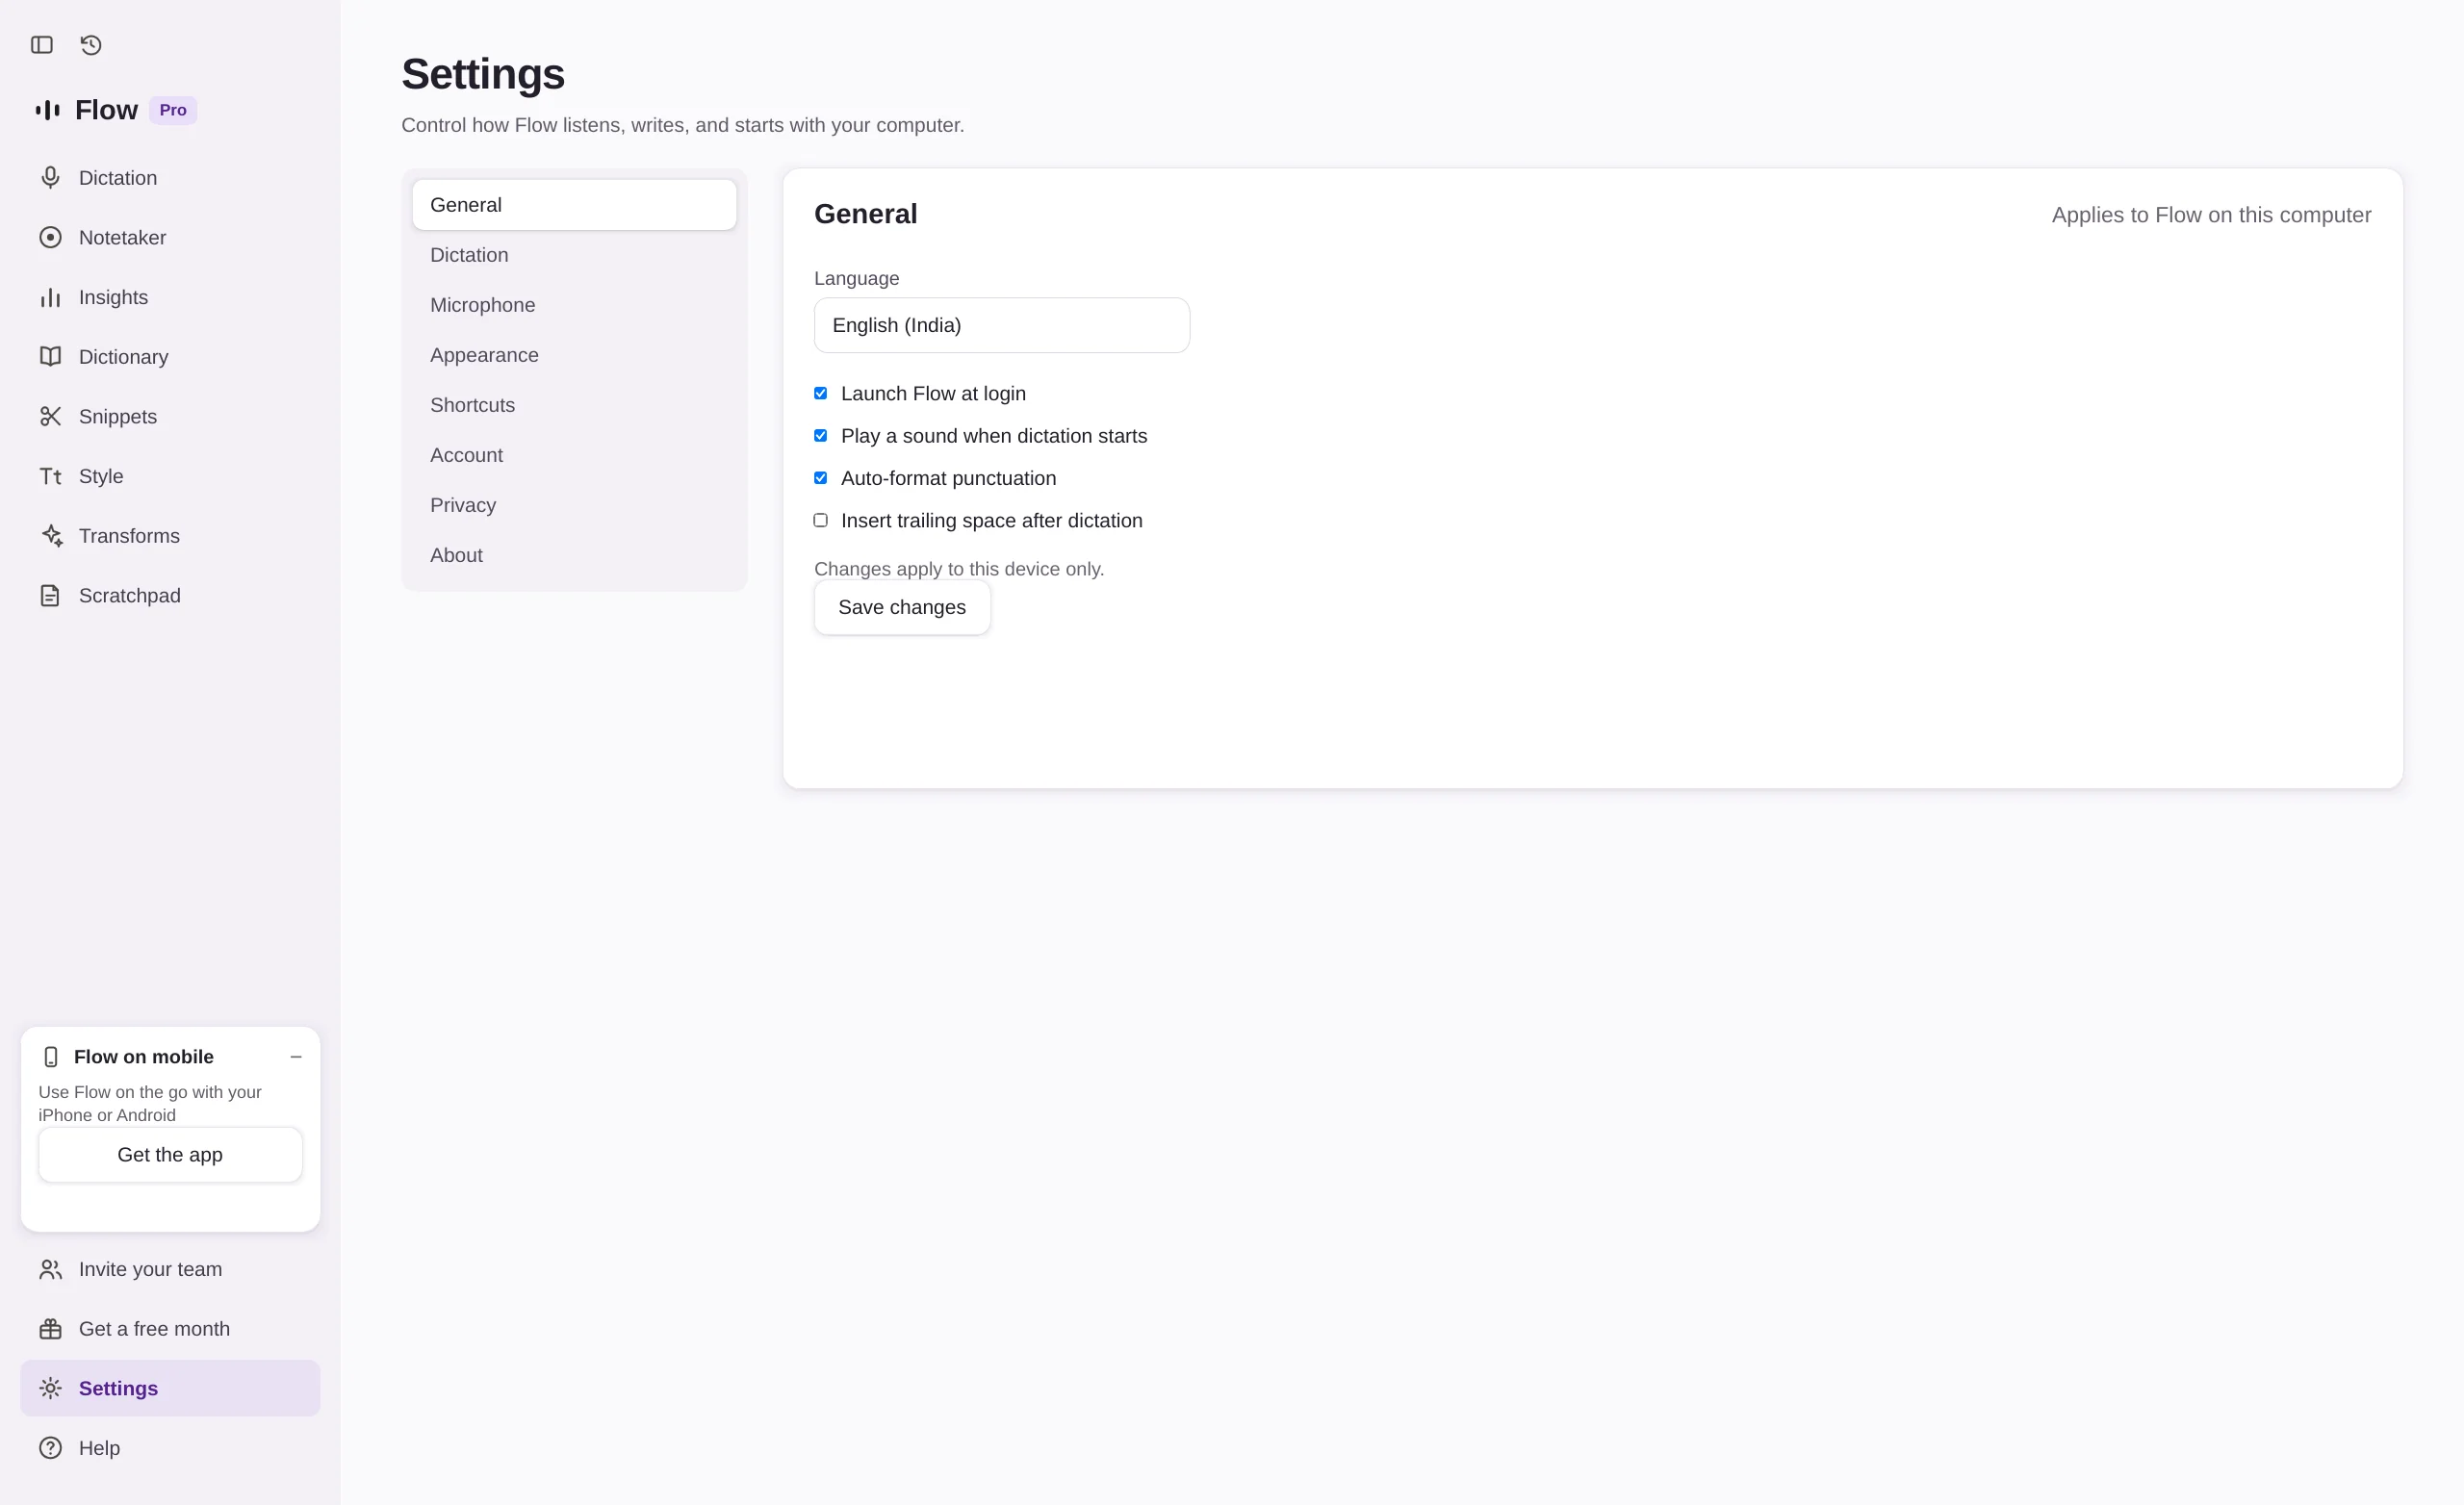 Flow Pro
Dictation
Notetaker
Insights
Dictionary
Snippets
Style
Transforms
Scratchpad
Flow on mobile
Use Flow on the go with your
iPhone or Android
Get the app
Invite your team
Get a free month
Settings
Help
Settings
Control how Flow listens, writes, and starts with your computer.
General
Dictation
Microphone
Appearance
Shortcuts
Account
Privacy
About
General
Applies to Flow on this computer
Language
English (India)
Launch Flow at login
Play a sound when dictation starts
Auto-format punctuation
Insert trailing space after dictation
Changes apply to this device only.
Save changes